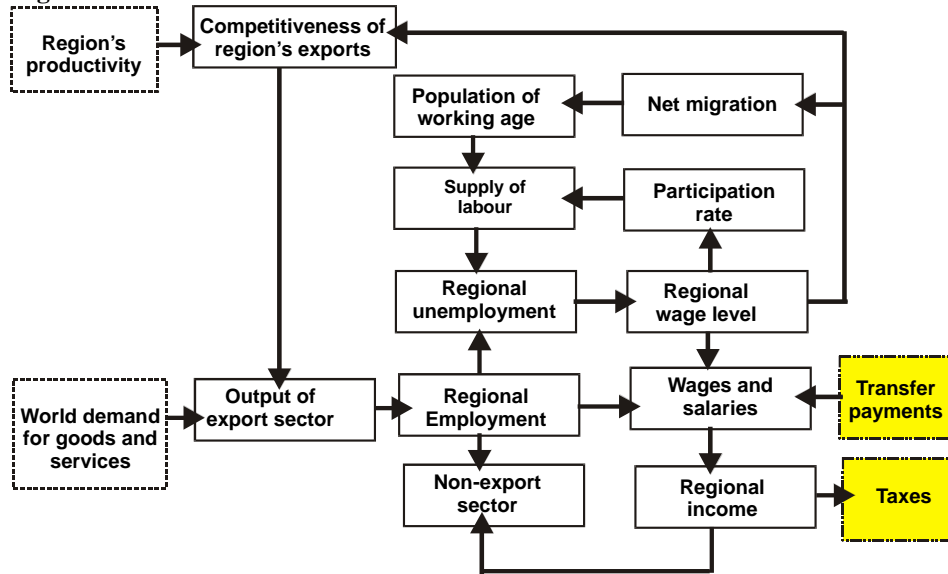 Competitiveness of
region's exports
Region's
productivity
Population of
working age
Net migration
Supply of
labour
Participation
rate
Regional
unemployment
Regional
wage level
World demand
for goods and
services
Output of
export sector
Regional
Employment
Wages and
salaries
Transfer
payments
Non-export
sector
Regional
income
Taxes